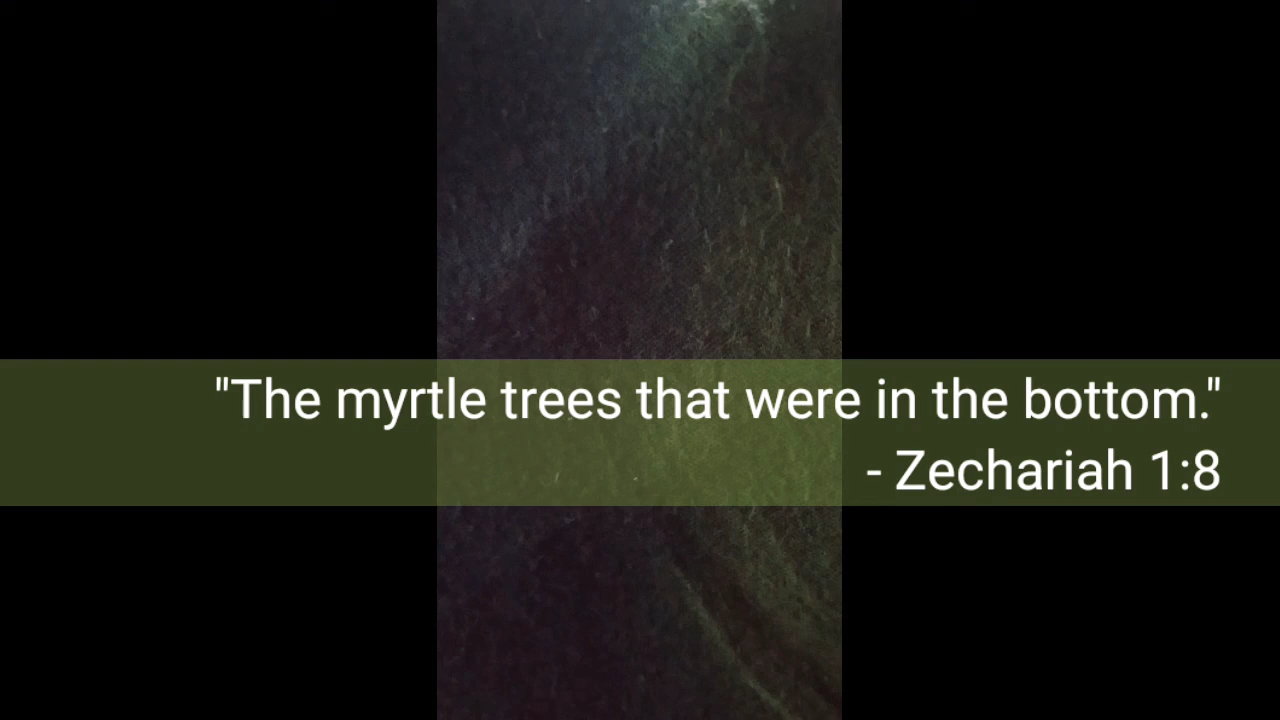 "The myrtle trees that were in the bottom."
- Zechariah 1:8